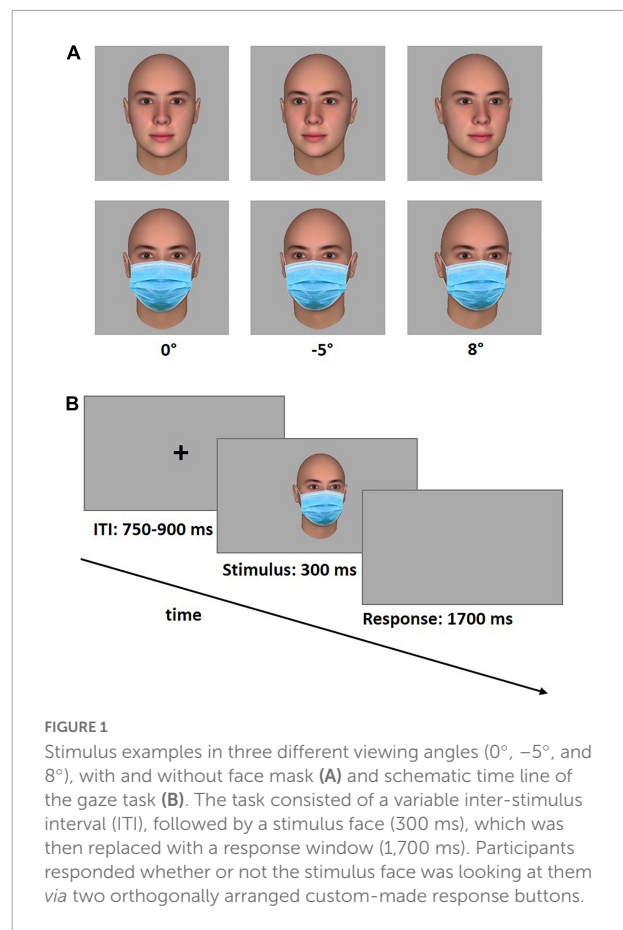 A
0°
-5°
8°
B
+
ITI: 750-900 ms
Stimulus: 300 ms
time
Response: 1700 ms
FIGURE 1
Stimulus examples in three different viewing angles (0°, −5°, and
8°), with and without face mask (A) and schematic time line of
the gaze task (B). The task consisted of a variable inter-stimulus
interval (ITI), followed by a stimulus face (300 ms), which was
then replaced with a response window (1,700 ms). Participants
responded whether or not the stimulus face was looking at them
via two orthogonally arranged custom-made response buttons.